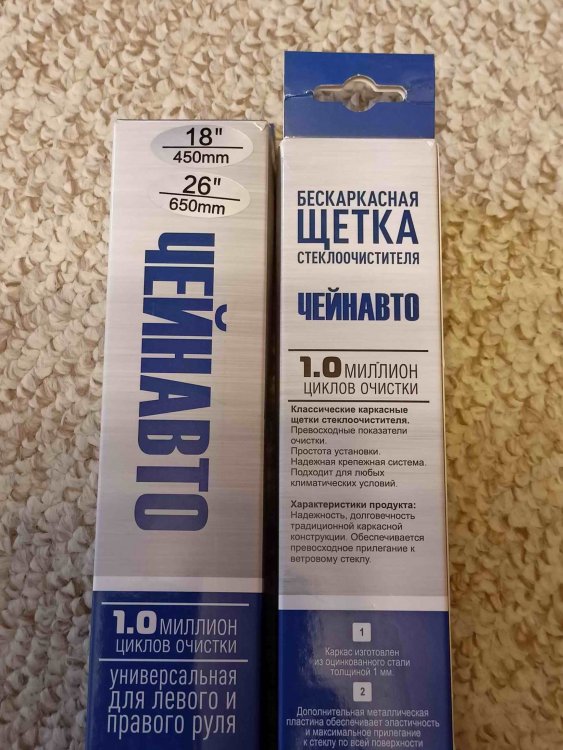 18"
450mm
26"
650mm
ЧЕЙНАВТО
1.0 МИЛЛИОН
ЦИКЛОВ ОЧИСТКИ
универсальная
для левого и
правого руля
БЕСКАРКАСНАЯ
ЩЕТКА
СТЕКЛООЧИСТИТЕЛЯ
ЧЕЙНАВТО
1.0 МИЛЛИОН
ЦИКЛОВ ОЧИСТКИ
Классические каркасные
щетки стеклоочистителя.
Превосходные показатели
очистки.
Простота установки.
Надежная крепежная система.
Подходит для любых
климатических условий.
Характеристики продукта:
Надежность, долговечность
традиционной каркасной
конструкции. Обеспечивается
превосходное прилегание к
ветровому стеклу.
1
Каркас изготовлен
из оцинкованного стали
толщиной 1 мм.
2
Дополнительная металлическая
пластина обеспечивает эластичность
и максимальное прилегание
к стеклу по всей поверхности